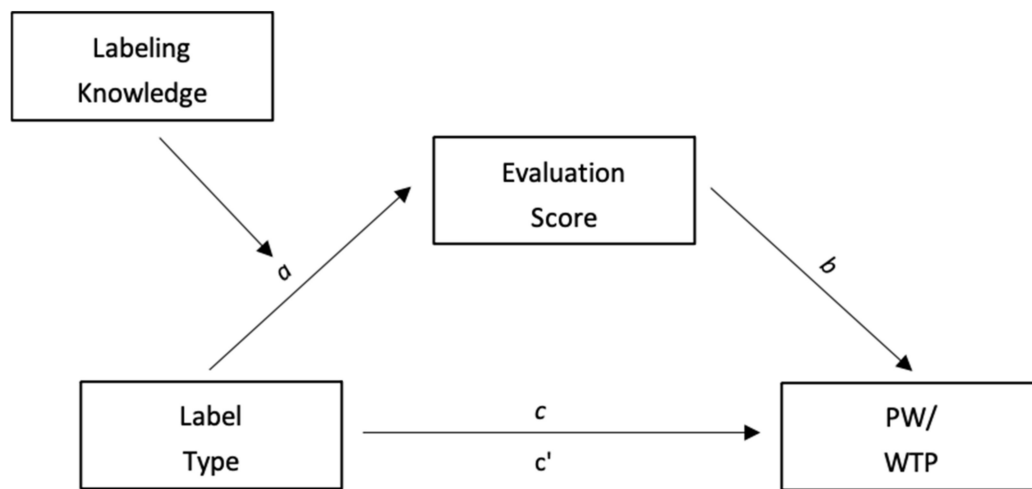 Labeling
Knowledge
Evaluation
Score
a
b
Label
Type
c
c'
PW/
WTP